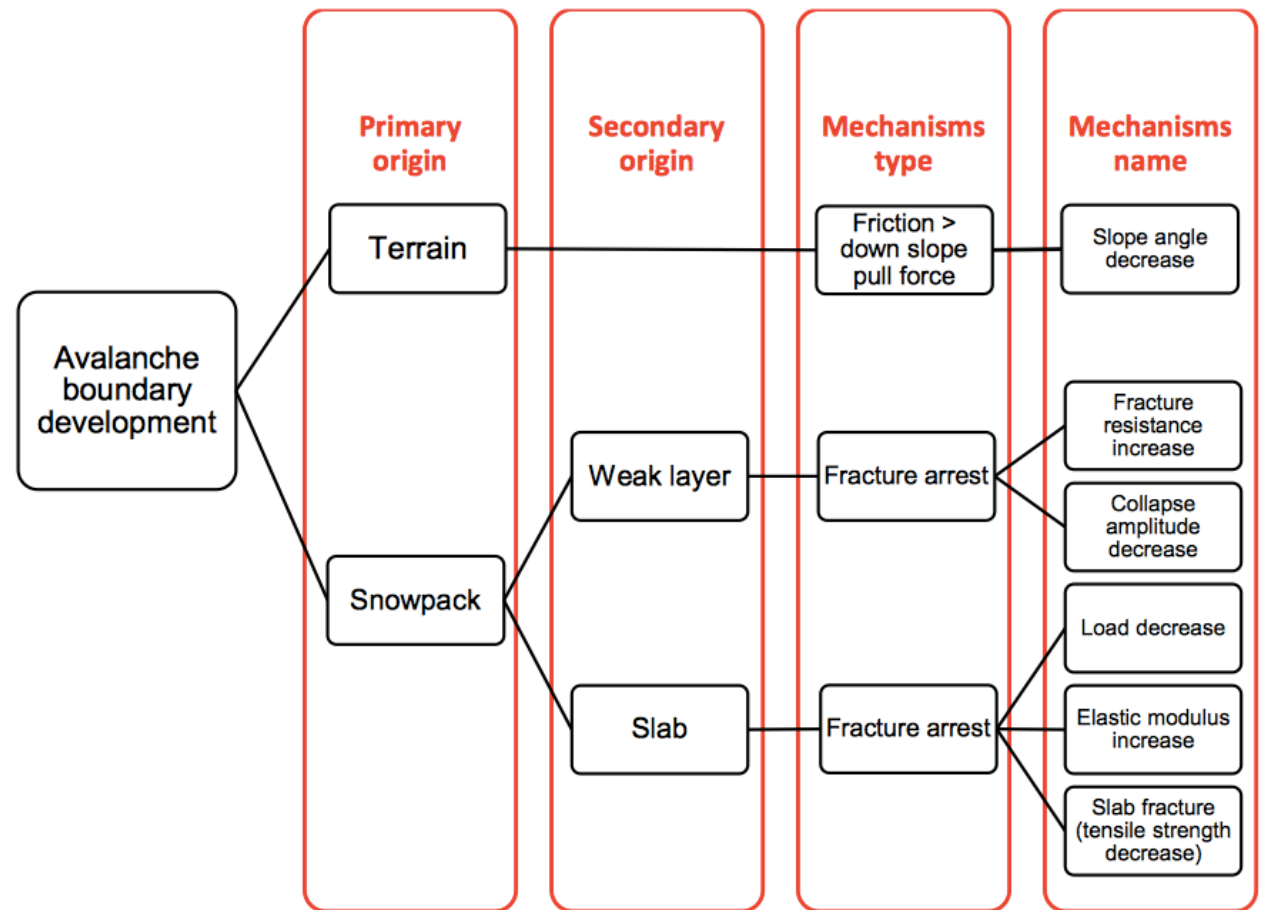 Primary
origin
Secondary
origin
Mechanisms
type
Mechanisms
name
Avalanche
boundary
development
Terrain
Friction >
down slope
pull force
Slope angle
decrease
Snowpack
Weak layer
Fracture arrest
Fracture
resistance
increase
Collapse
amplitude
decrease
Slab
Fracture arrest
Load decrease
Elastic modulus
increase
Slab fracture
(tensile strength
decrease)